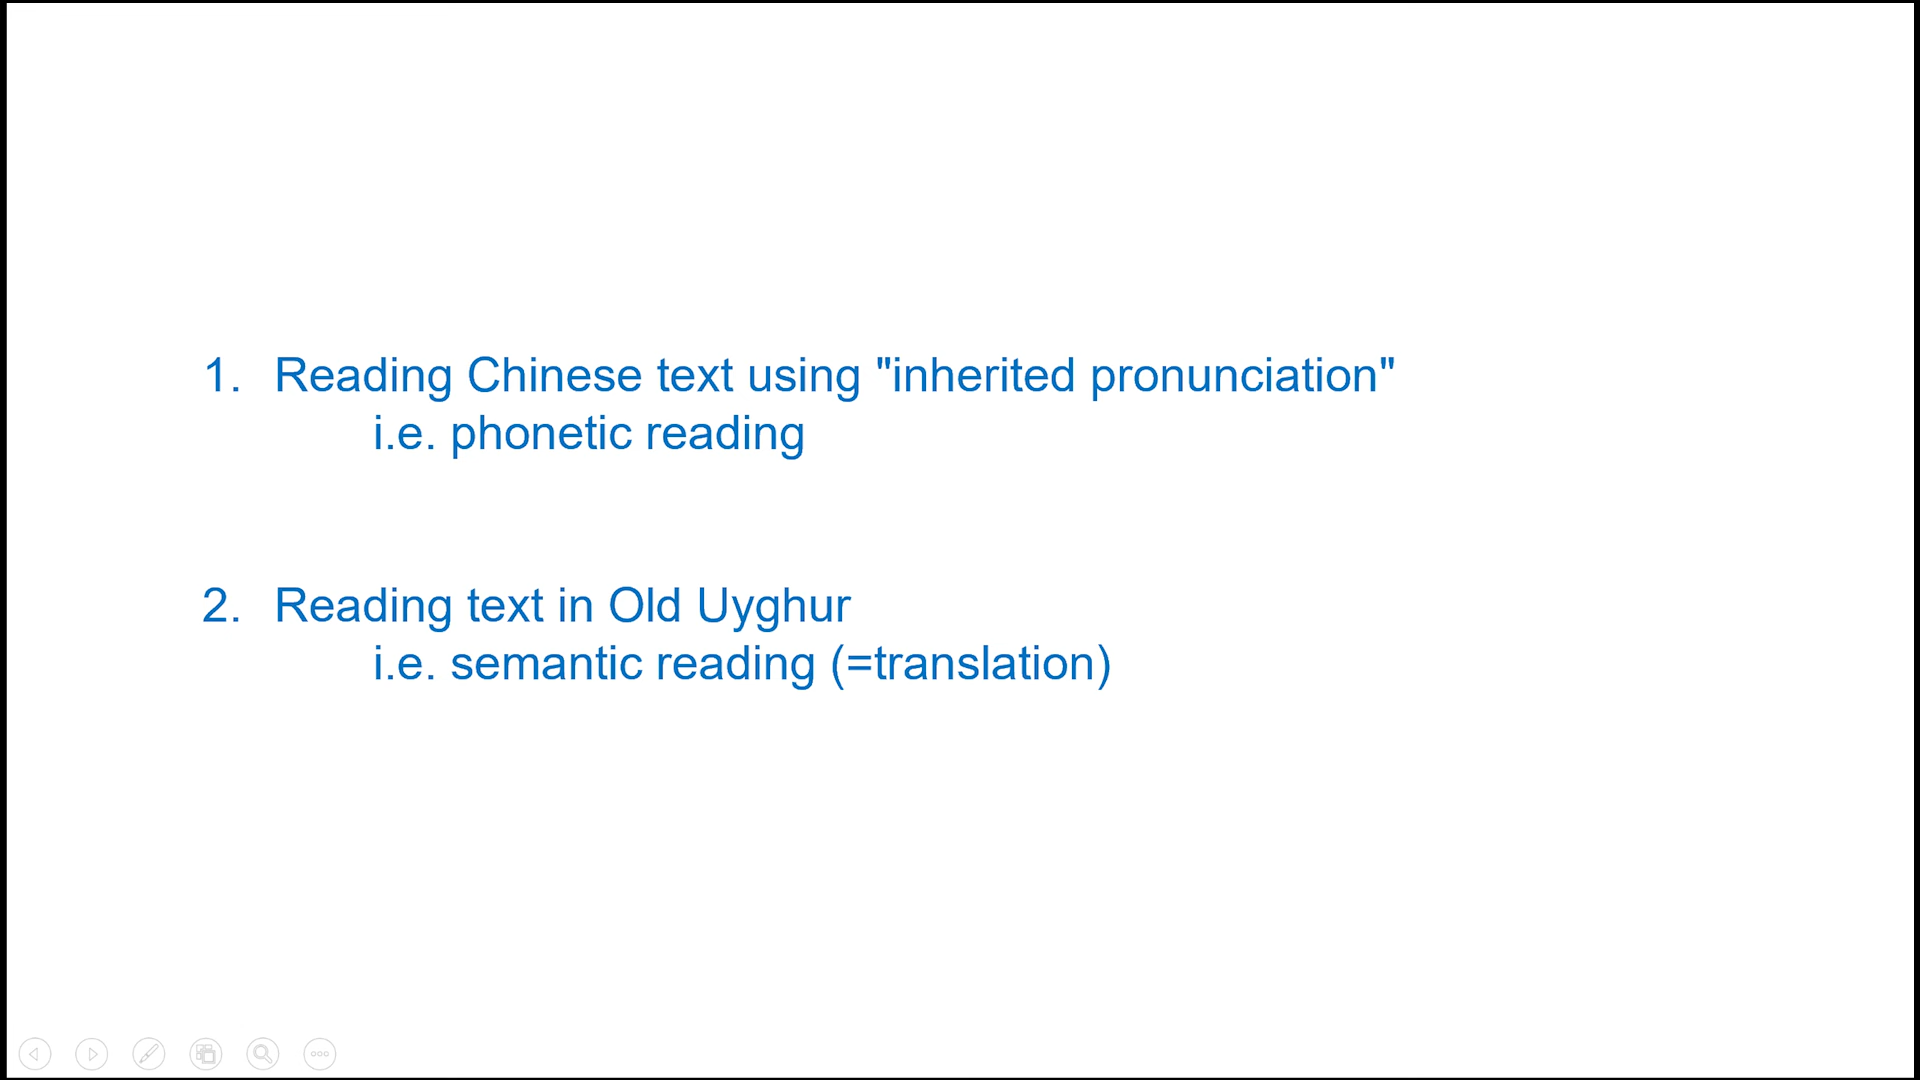 1. Reading Chinese text using "inherited pronunciation"
i.e. phonetic reading
2. Reading text in Old Uyghur
i.e. semantic reading (=translation)